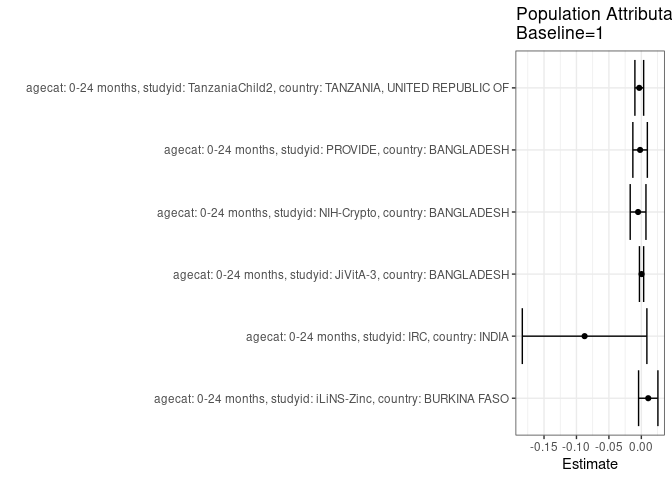 Population Attributa
Baseline=1
agecat: 0-24 months, studyid: TanzaniaChild2, country: TANZANIA, UNITED REPUBLIC OF
agecat: 0-24 months, studyid: PROVIDE, country: BANGLADESH
agecat: 0-24 months, studyid: NIH-Crypto, country: BANGLADESH
agecat: 0-24 months, studyid: JiVitA-3, country: BANGLADESH
agecat: 0-24 months, studyid: IRC, country: INDIA
agecat: 0-24 months, studyid: iLiNS-Zinc, country: BURKINA FASO
-0.15 -0.10 -0.05 0.00
Estimate